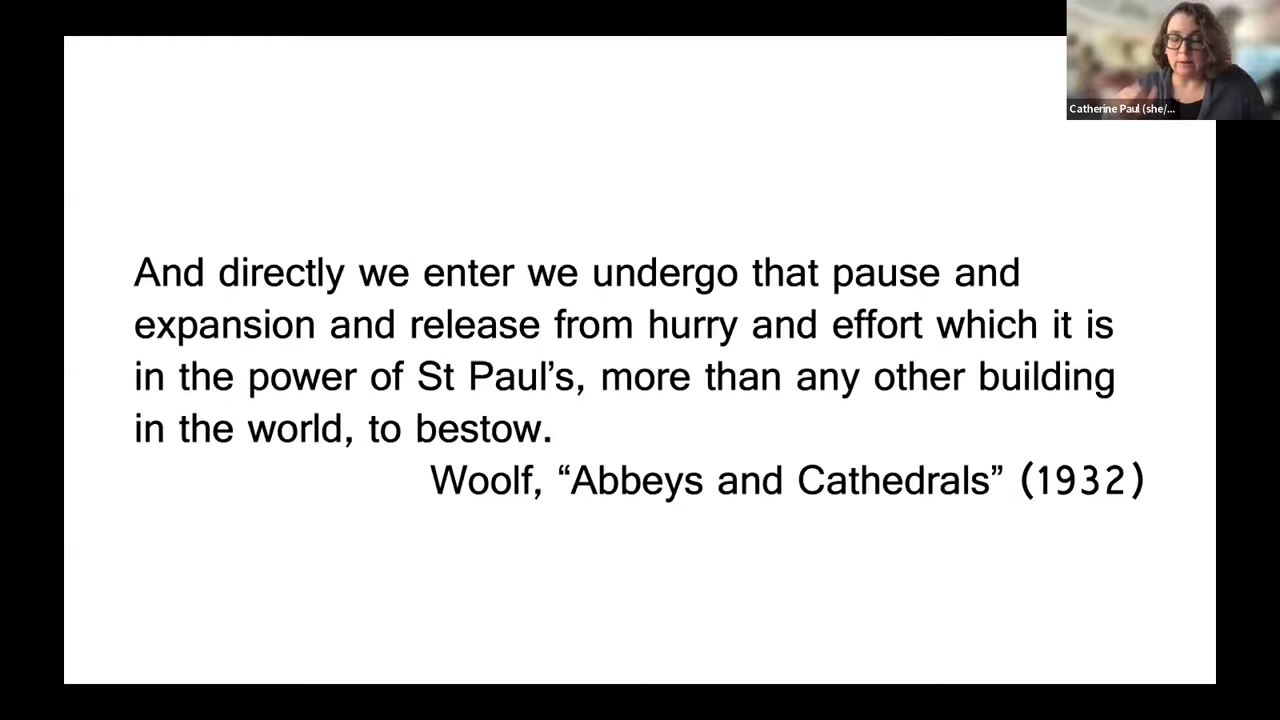 Catherine Paul (she/...
And directly we enter we undergo that pause and
expansion and release from hurry and effort which it is
in the power of St Paul’s, more than any other building
in the world, to bestow.
Woolf, “Abbeys and Cathedrals” (1932)